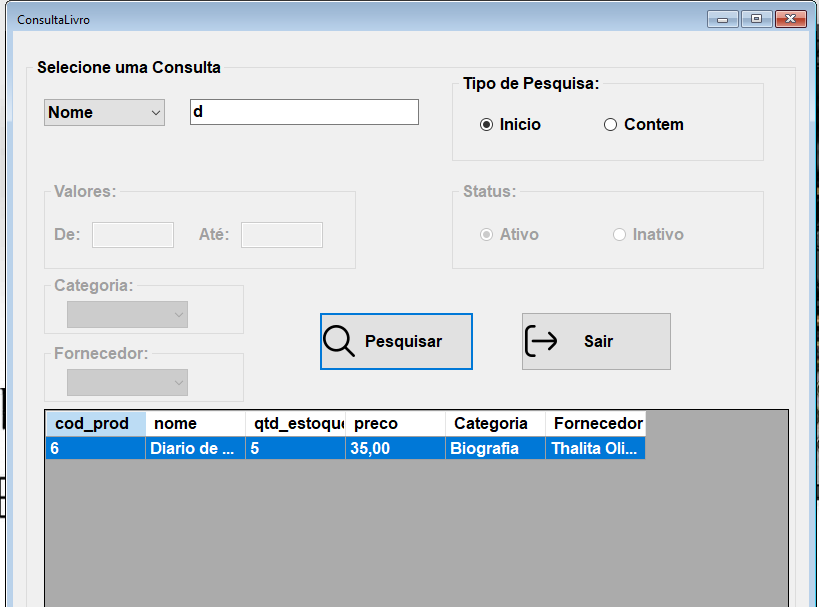 ConsultaLivro
Selecione uma Consulta
Nome
d
Tipo de Pesquisa:
Inicio Contem
Valores:
De: Até:
Status:
Ativo Inativo
Categoria:
Fornecedor:
Pesquisar
Sair
cod_prod nome qtd_estoque preco Categoria Fornecedor
6 Diario de ... 5 35,00 Biografia Thalita Oli...